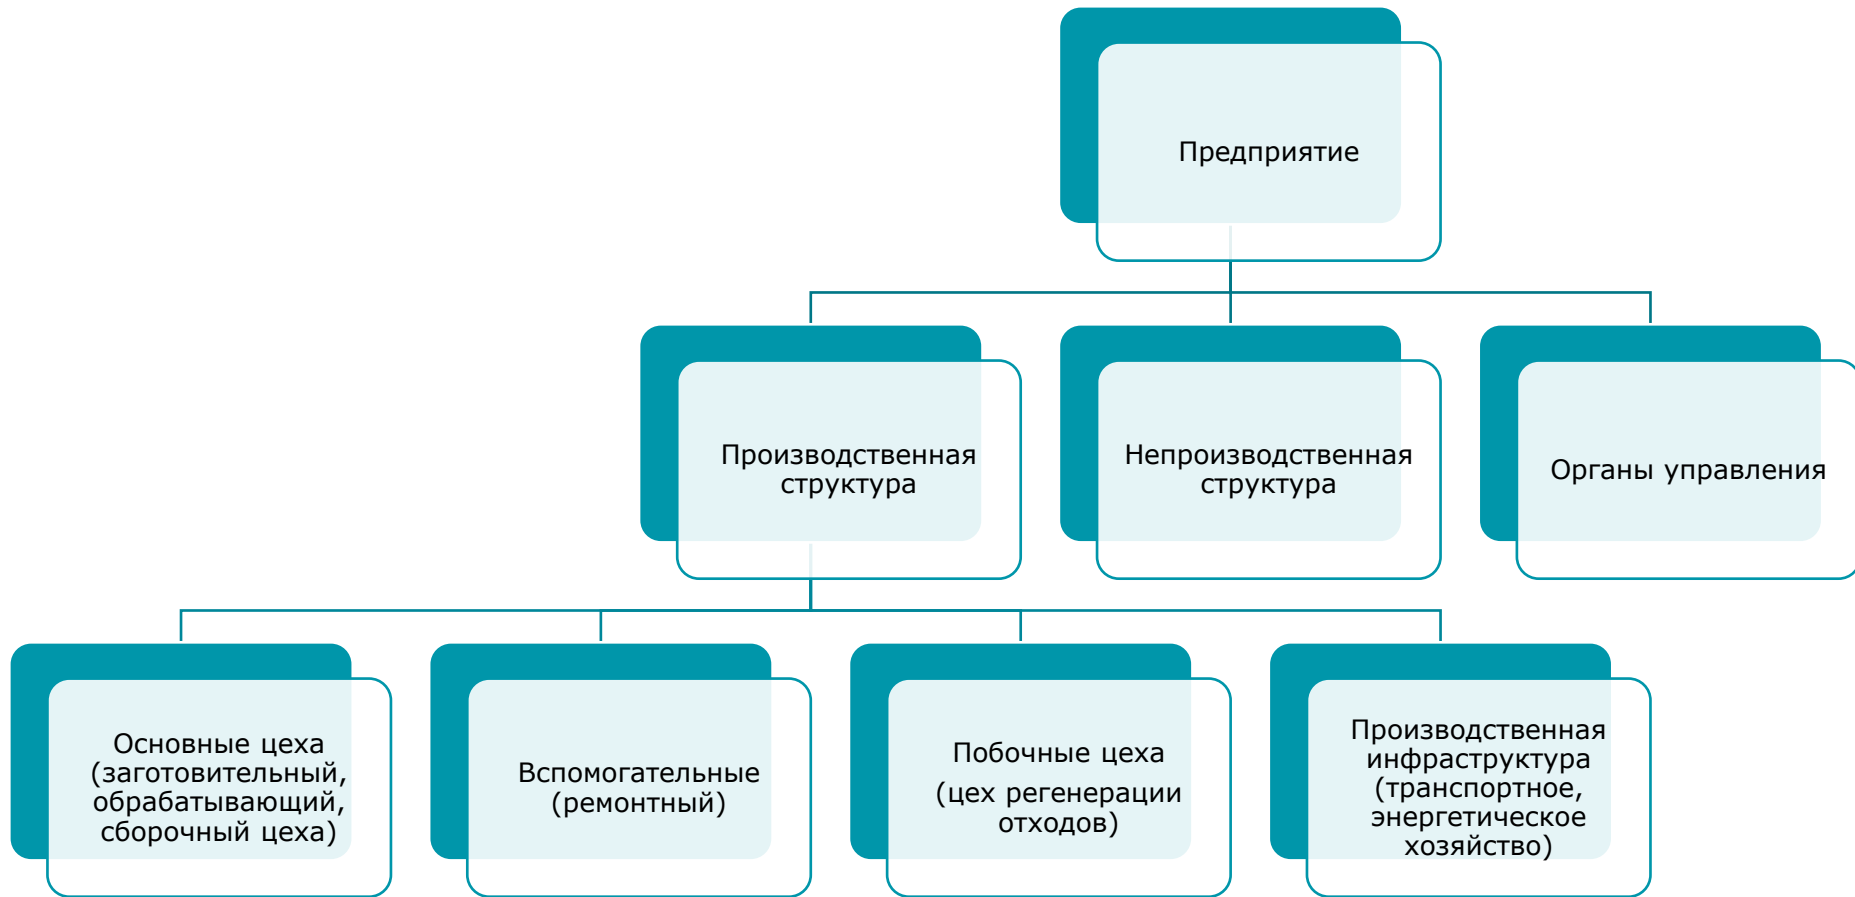 Предприятие
Производственная
структура
Непроизводственная
структура
Органы управления
Основные цеха
(заготовительный,
обрабатывающий,
сборочный цеха)
Вспомогательные
(ремонтный)
Побочные цеха
(цех регенерации
отходов)
Производственная
инфраструктура
(транспортное,
энергетическое
хозяйство)